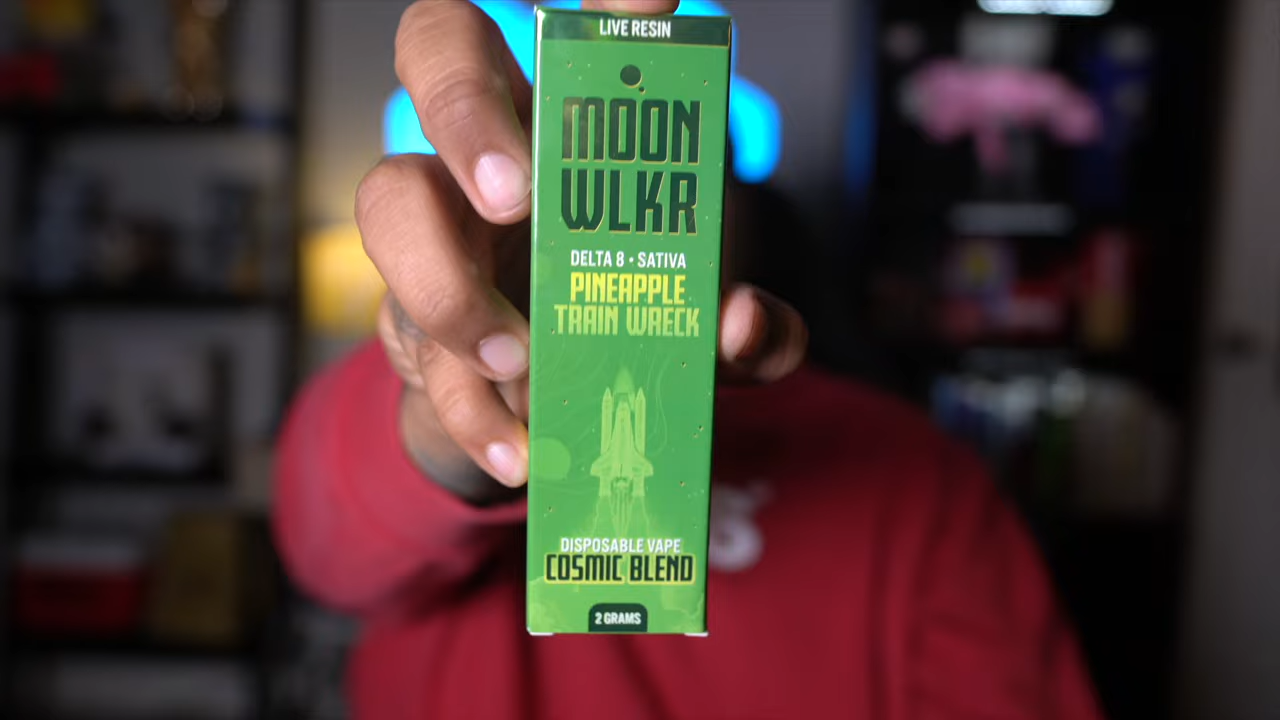 LIVE RESIN
MOON
WLKR
DELTA 8 • SATIVA
PINEAPPLE
TRAIN WRECK
DISPOSABLE VAPE
COSMIC BLEND
2 GRAMS